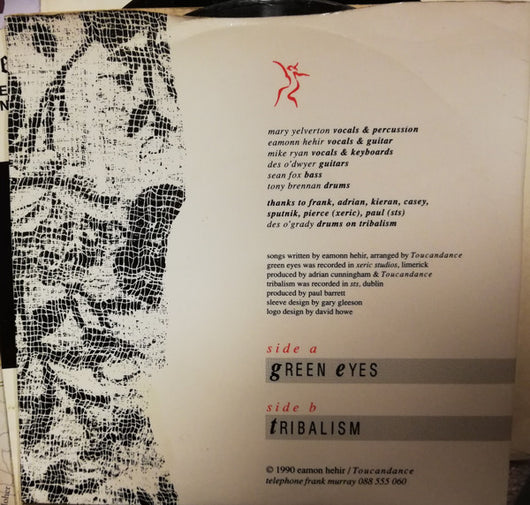 mary yelverton vocals & percussion
eamonn hehir vocals & guitar
mike ryan vocals & keyboards
des o'dwyer guitars
sean fox bass
tony brennan drums
thanks to frank, adrian, kieran, casey,
sputnik, pierce (xeric), paul (sts)
des o'grady drums on tribalism
songs written by eamonn hehir, arranged by Toucandance
green eyes was recorded in xeric studios, limerick
produced by adrian cunningham & Toucandance
tribalism was recorded in sts, dublin
produced by paul barrett
sleeve design by gary gleeson
logo design by david howe
side a
gREEN eYES
side b
tRIBALISM
© 1990 eamon hehir / Toucandance
telephone frank murray 088 555 060